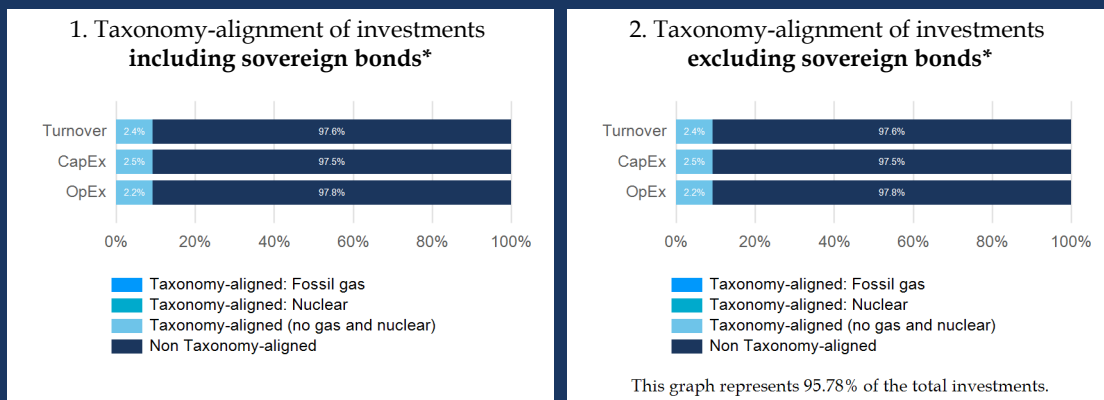 1. Taxonomy-alignment of investments
including sovereign bonds*
Turnover 2.4% 97.6%
CapEx 2.5% 97.5%
OpEx 2.2% 97.8%
0% 20% 40% 60% 80% 100%
Taxonomy-aligned: Fossil gas
Taxonomy-aligned: Nuclear
Taxonomy-aligned (no gas and nuclear)
Non Taxonomy-aligned
2. Taxonomy-alignment of investments
excluding sovereign bonds*
Turnover 2.4% 97.6%
CapEx 2.5% 97.5%
OpEx 2.2% 97.8%
0% 20% 40% 60% 80% 100%
Taxonomy-aligned: Fossil gas
Taxonomy-aligned: Nuclear
Taxonomy-aligned (no gas and nuclear)
Non Taxonomy-aligned
This graph represents 95.78% of the total investments.